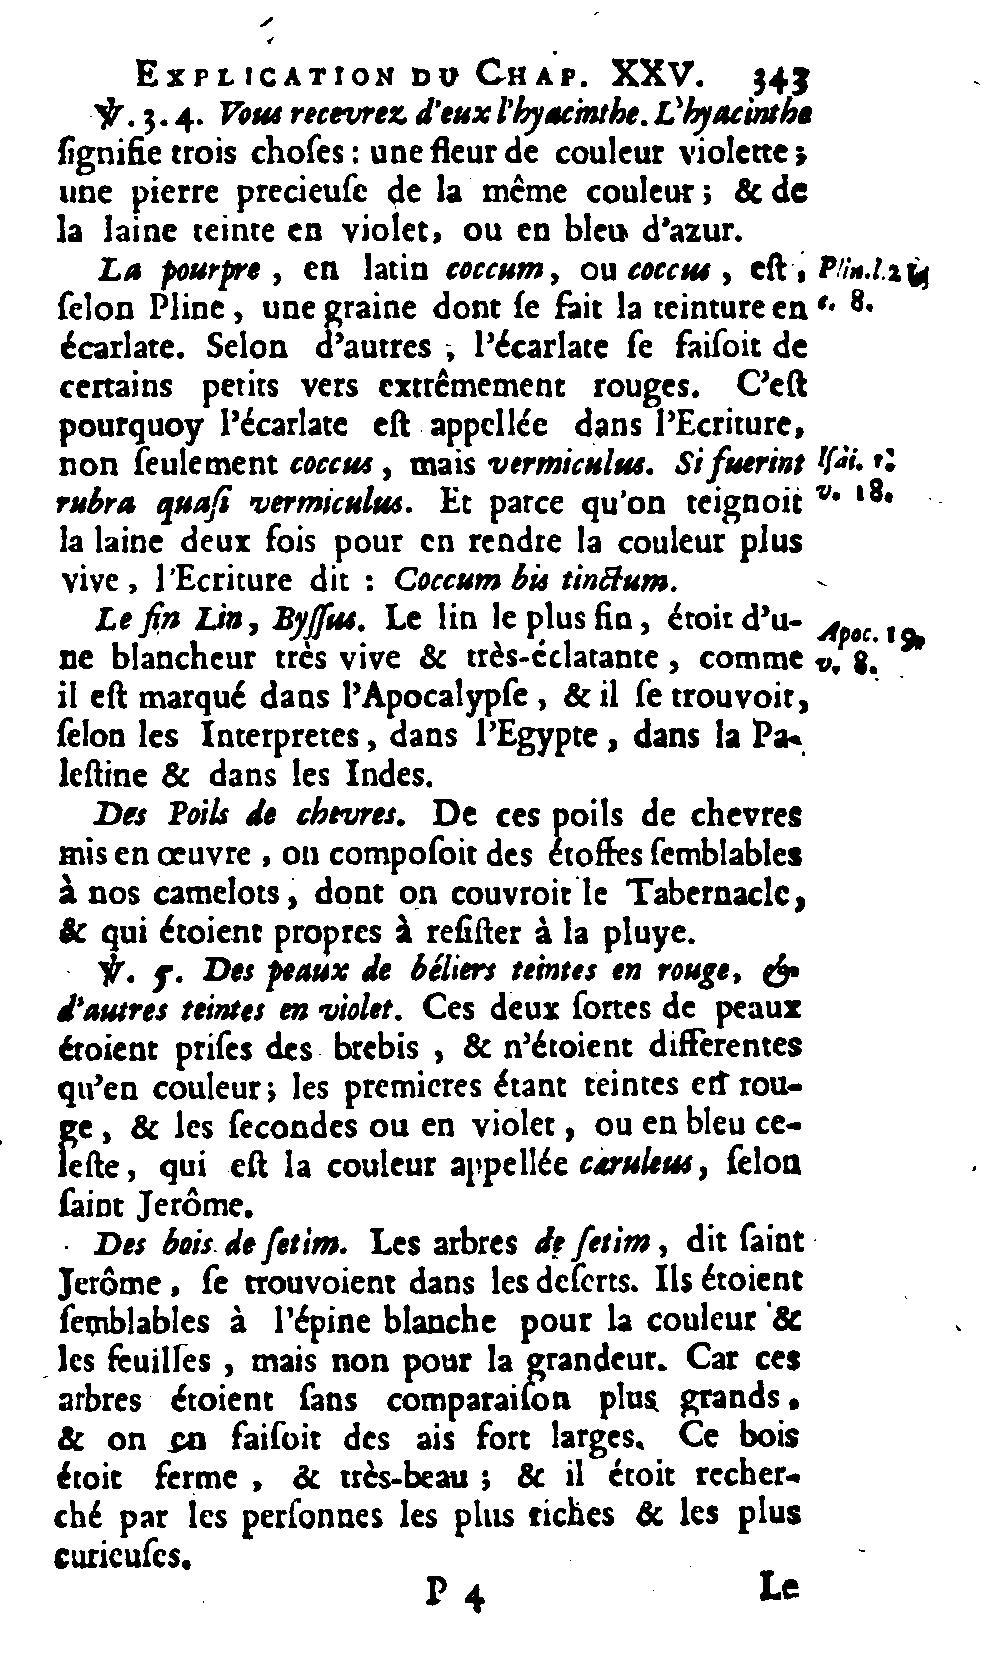 EXPLICATION DU CHAP. XXV. 343
℣. 3. 4. Vous recevrez d'eux l'hyacinthe. L'hyacinthe
ſignifie trois choſes : une fleur de couleur violette ;
une pierre precieuſe de la même couleur ; & de
la laine teinte en violet, ou en bleu d'azur.
La pourpre , en latin coccum, ou coccus , eſt ,
Plin. l. 2
ſelon Pline , une graine dont ſe fait la teinture en
c. 8.
écarlate. Selon d'autres , l'écarlate ſe faiſoit de
certains petits vers extrêmement rouges. C'eſt
pourquoy l'écarlate eſt appellée dans l'Ecriture,
non ſeulement coccus , mais vermiculus. Si fuerint
Iſai. 1.
rubra quaſi vermiculus. Et parce qu'on teignoit
v. 18.
la laine deux fois pour en rendre la couleur plus
vive , l'Ecriture dit : Coccum bis tinctum.
Le fin Lin, Byſſus. Le lin le plus fin , étoit d'u-
Apoc. 19.
ne blancheur très vive & très-éclatante , comme
v. 8.
il eſt marqué dans l'Apocalypſe , & il ſe trouvoit,
ſelon les Interpretes , dans l'Egypte , dans la Pa-
leſtine & dans les Indes.
Des Poils de chevres. De ces poils de chevres
mis en œuvre , on compoſoit des étoffes ſemblables
à nos camelots , dont on couvroit le Tabernacle,
& qui étoient propres à reſiſter à la pluye.
℣. 5. Des peaux de béliers teintes en rouge, &
d'autres teintes en violet. Ces deux ſortes de peaux
étoient priſes des brebis , & n'étoient differentes
qu'en couleur ; les premieres étant teintes en rou-
ge , & les ſecondes ou en violet , ou en bleu ce-
leſte , qui eſt la couleur appellée cæruleus, ſelon
ſaint Jerôme.
Des bois de ſetim. Les arbres de ſetim , dit ſaint
Jerôme , ſe trouvoient dans les deſerts. Ils étoient
ſemblables à l'épine blanche pour la couleur &
les feuilles , mais non pour la grandeur. Car ces
arbres étoient ſans comparaiſon plus grands ,
& on en faiſoit des ais fort larges. Ce bois
étoit ferme , & très-beau ; & il étoit recher-
ché par les perſonnes les plus riches & les plus
curieuſes.
P 4 Le